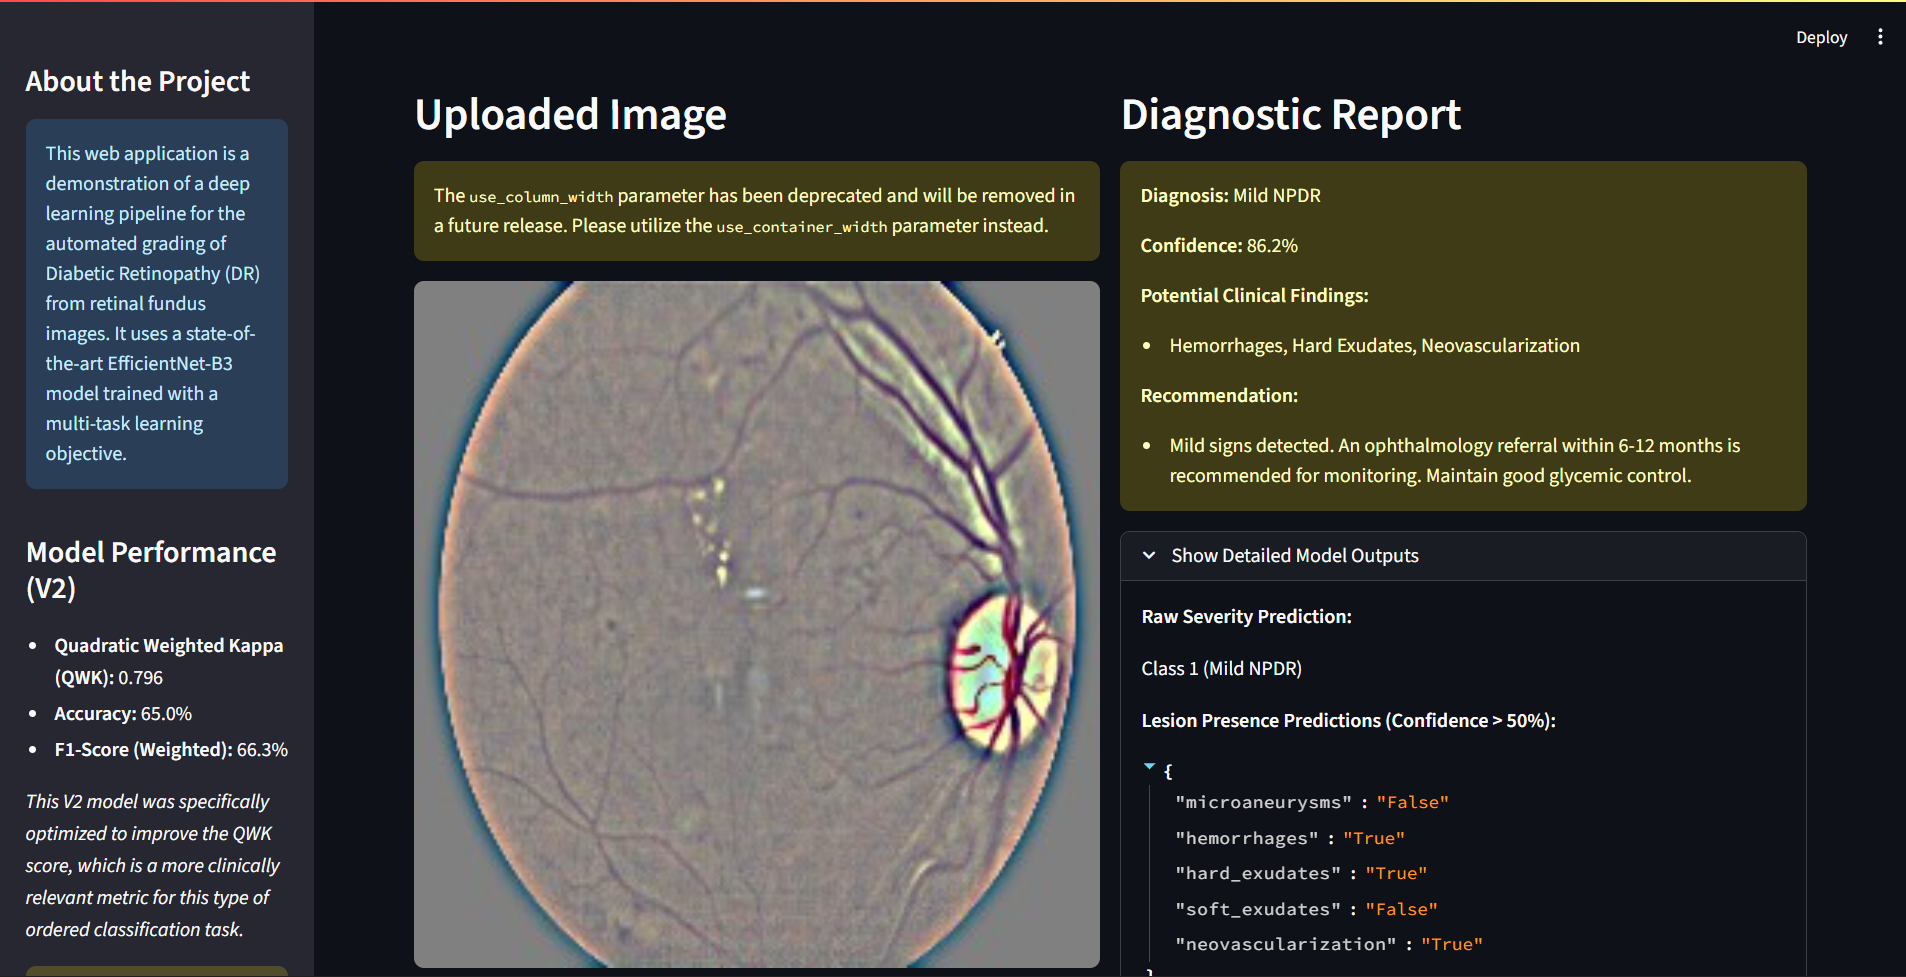 Deploy
About the Project
This web application is a
demonstration of a deep
learning pipeline for the
automated grading of
Diabetic Retinopathy (DR)
from retinal fundus
images. It uses a state-of-
the-art EfficientNet-B3
model trained with a
multi-task learning
objective.
Model Performance
(V2)
• Quadratic Weighted Kappa
(QWK): 0.796
• Accuracy: 65.0%
• F1-Score (Weighted): 66.3%
This V2 model was specifically
optimized to improve the QWK
score, which is a more clinically
relevant metric for this type of
ordered classification task.
Uploaded Image
The use_column_width parameter has been deprecated and will be removed in
a future release. Please utilize the use_container_width parameter instead.
Diagnostic Report
Diagnosis: Mild NPDR
Confidence: 86.2%
Potential Clinical Findings:
• Hemorrhages, Hard Exudates, Neovascularization
Recommendation:
• Mild signs detected. An ophthalmology referral within 6-12 months is
recommended for monitoring. Maintain good glycemic control.
Show Detailed Model Outputs
Raw Severity Prediction:
Class 1 (Mild NPDR)
Lesion Presence Predictions (Confidence > 50%):
{
"microaneurysms" : "False"
"hemorrhages" : "True"
"hard_exudates" : "True"
"soft_exudates" : "False"
"neovascularization" : "True"
}